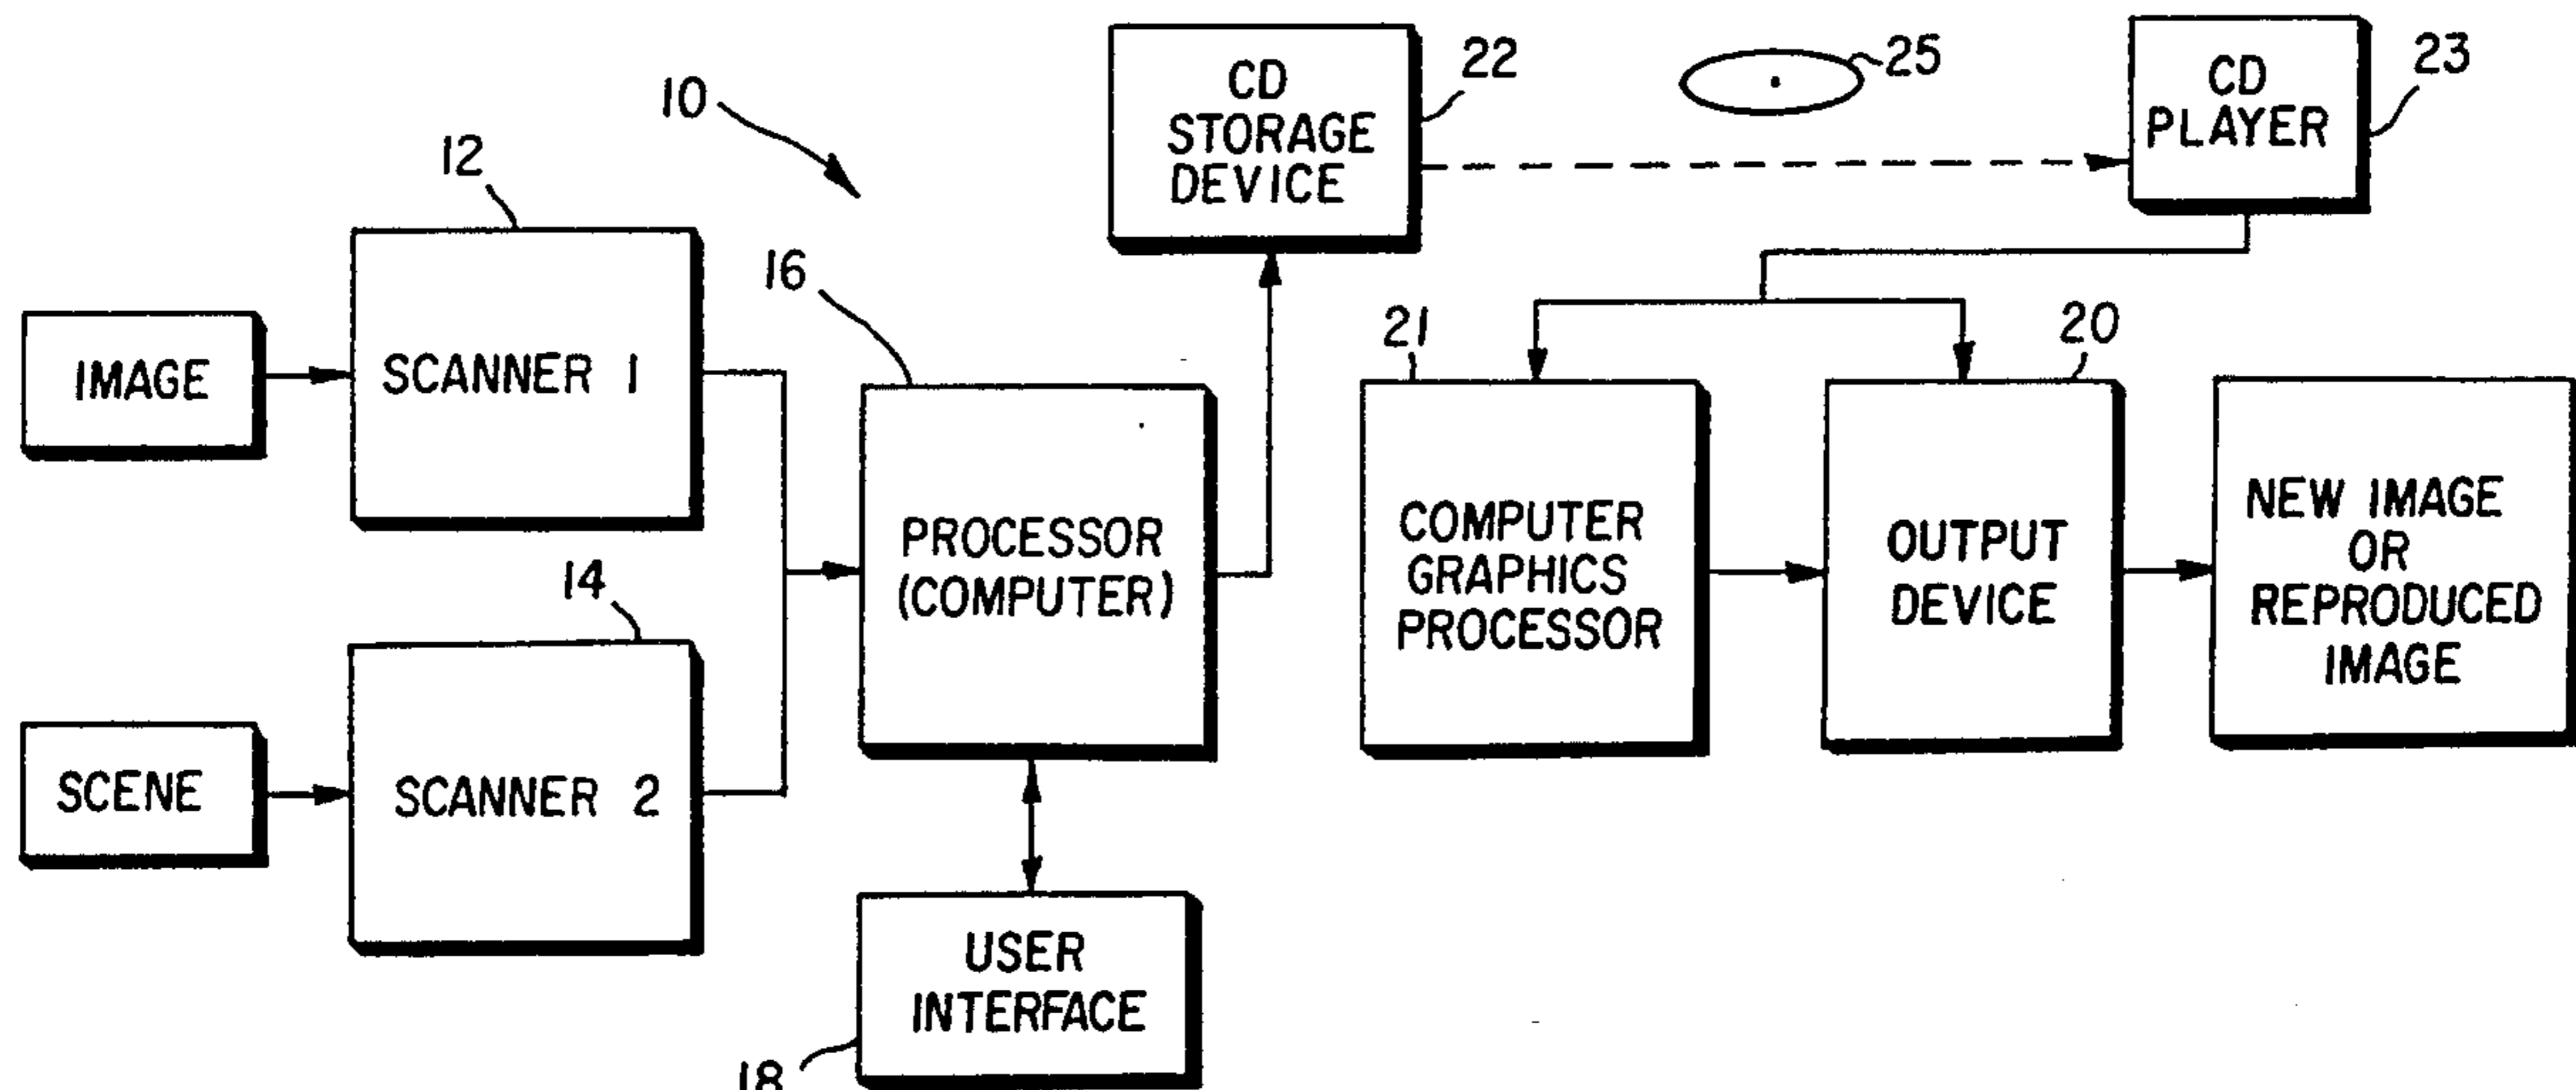 10
CD
STORAGE
DEVICE
22
25
CD
PLAYER
23
12
IMAGE
SCANNER 1
16
PROCESSOR
(COMPUTER)
21
COMPUTER
GRAPHICS
PROCESSOR
20
OUTPUT
DEVICE
NEW IMAGE
OR
REPRODUCED
IMAGE
14
SCENE
SCANNER 2
USER
INTERFACE
18